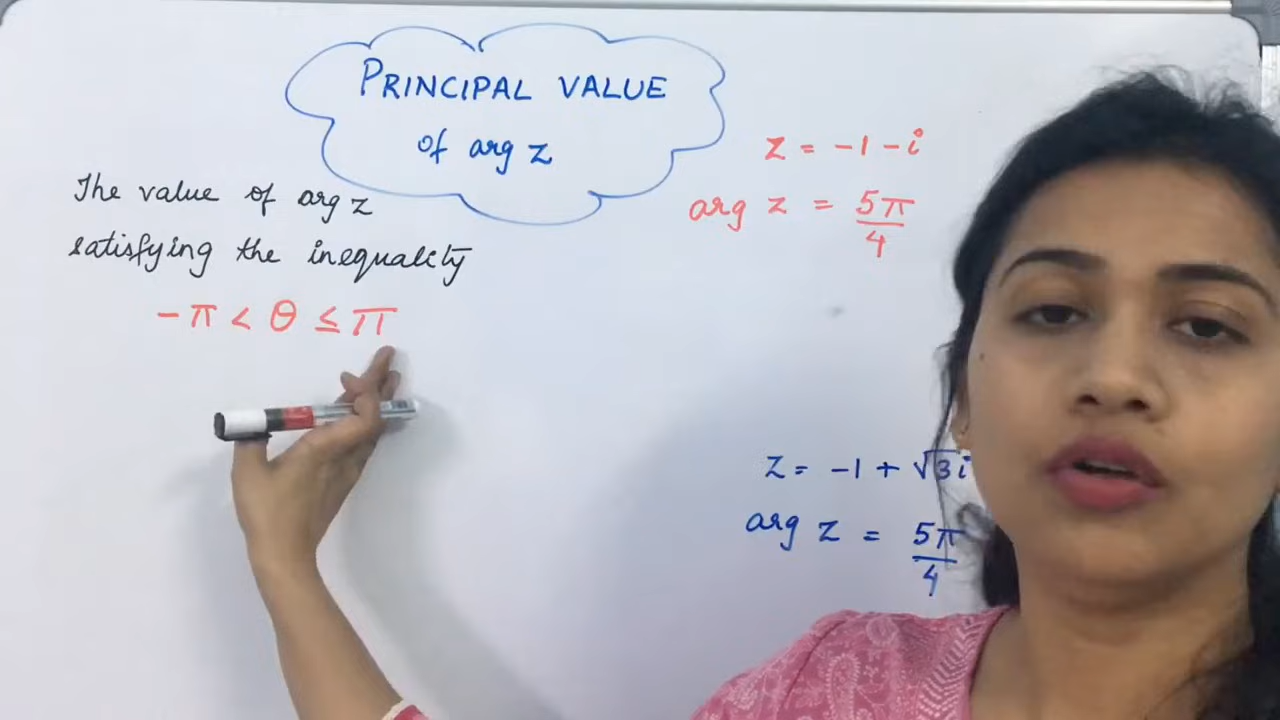 PRINCIPAL VALUE
of arg z
The value of arg z
satisfying the inequality
-π < θ ≤ π
z = -1 - i
arg z = 5π/4
z = -1 + √3i
arg z = 5π/4